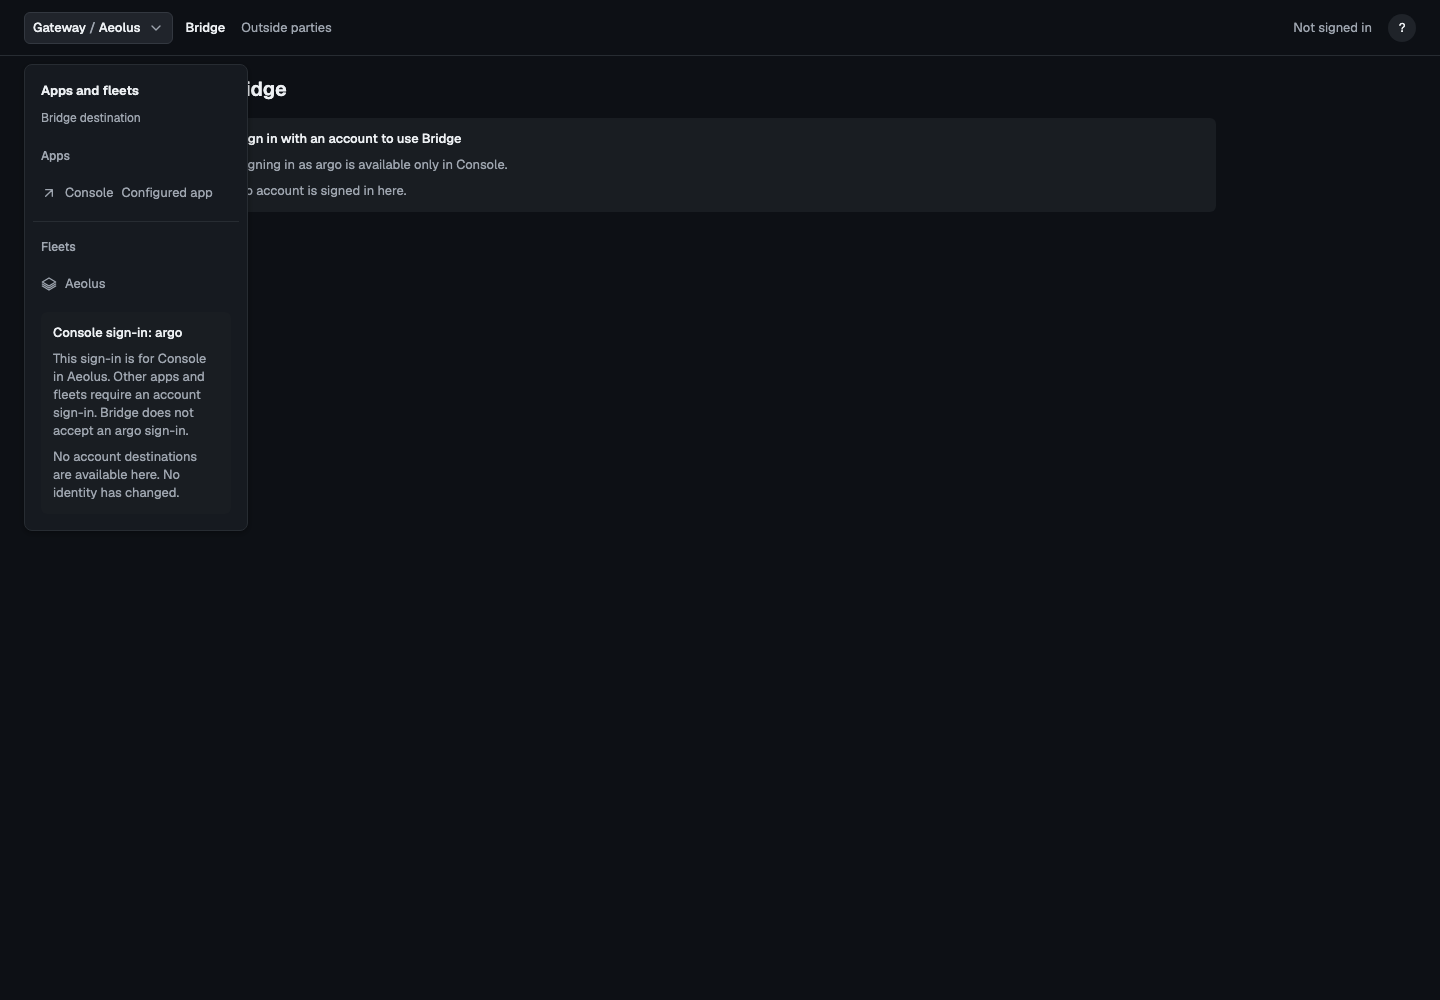 Gateway / Aeolus
Bridge
Outside parties
Not signed in
?
Apps and fleets
Bridge destination
Apps
Console Configured app
Fleets
Aeolus
Console sign-in: argo
This sign-in is for Console
in Aeolus. Other apps and
fleets require an account
sign-in. Bridge does not
accept an argo sign-in.
No account destinations
are available here. No
identity has changed.
idge
gn in with an account to use Bridge
gning in as argo is available only in Console.
o account is signed in here.